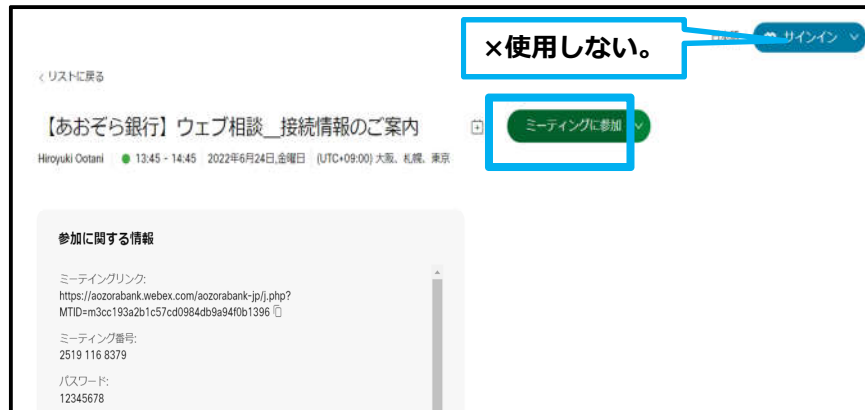 ×使用しない。
サインイン
リストに戻る
【あおぞら銀行】ウェブ相談__接続情報のご案内
ミーティングに参加
Hiroyuki Ootani 13:45 - 14:45 2022年6月24日,金曜日 (UTC+09:00) 大阪、札幌、東京
参加に関する情報
ミーティングリンク:
https://aozorabank.webex.com/aozorabank-jp/j.php?
MTID=m3cc193a2b1c57cd0984db9a94f0b1396
ミーティング番号:
2519 116 8379
パスワード:
12345678